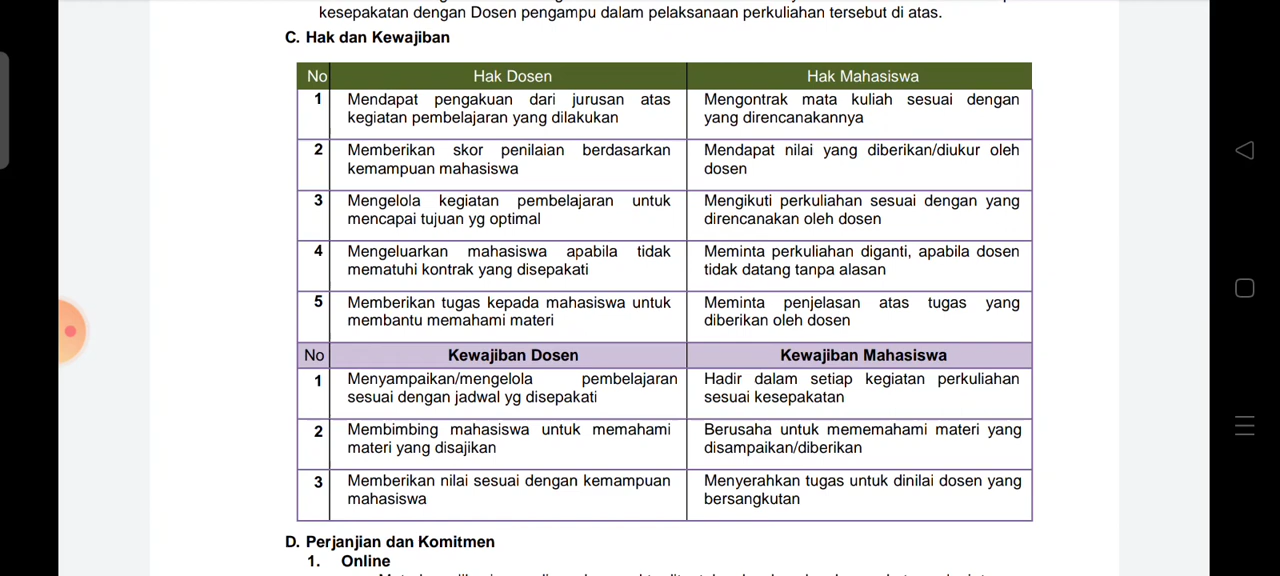 kesepakatan dengan Dosen pengampu dalam pelaksanaan perkuliahan tersebut di atas.
C. Hak dan Kewajiban
No Hak Dosen Hak Mahasiswa
1 Mendapat pengakuan dari jurusan atas Mengontrak mata kuliah sesuai dengan
kegiatan pembelajaran yang dilakukan yang direncanakannya
2 Memberikan skor penilaian berdasarkan Mendapat nilai yang diberikan/diukur oleh
kemampuan mahasiswa dosen
3 Mengelola kegiatan pembelajaran untuk Mengikuti perkuliahan sesuai dengan yang
mencapai tujuan yg optimal direncanakan oleh dosen
4 Mengeluarkan mahasiswa apabila tidak Meminta perkuliahan diganti, apabila dosen
mematuhi kontrak yang disepakati tidak datang tanpa alasan
5 Memberikan tugas kepada mahasiswa untuk Meminta penjelasan atas tugas yang
membantu memahami materi diberikan oleh dosen
No Kewajiban Dosen Kewajiban Mahasiswa
1 Menyampaikan/mengelola pembelajaran Hadir dalam setiap kegiatan perkuliahan
sesuai dengan jadwal yg disepakati sesuai kesepakatan
2 Membimbing mahasiswa untuk memahami Berusaha untuk mememahami materi yang
materi yang disajikan disampaikan/diberikan
3 Memberikan nilai sesuai dengan kemampuan Menyerahkan tugas untuk dinilai dosen yang
mahasiswa bersangkutan
D. Perjanjian dan Komitmen
1. Online